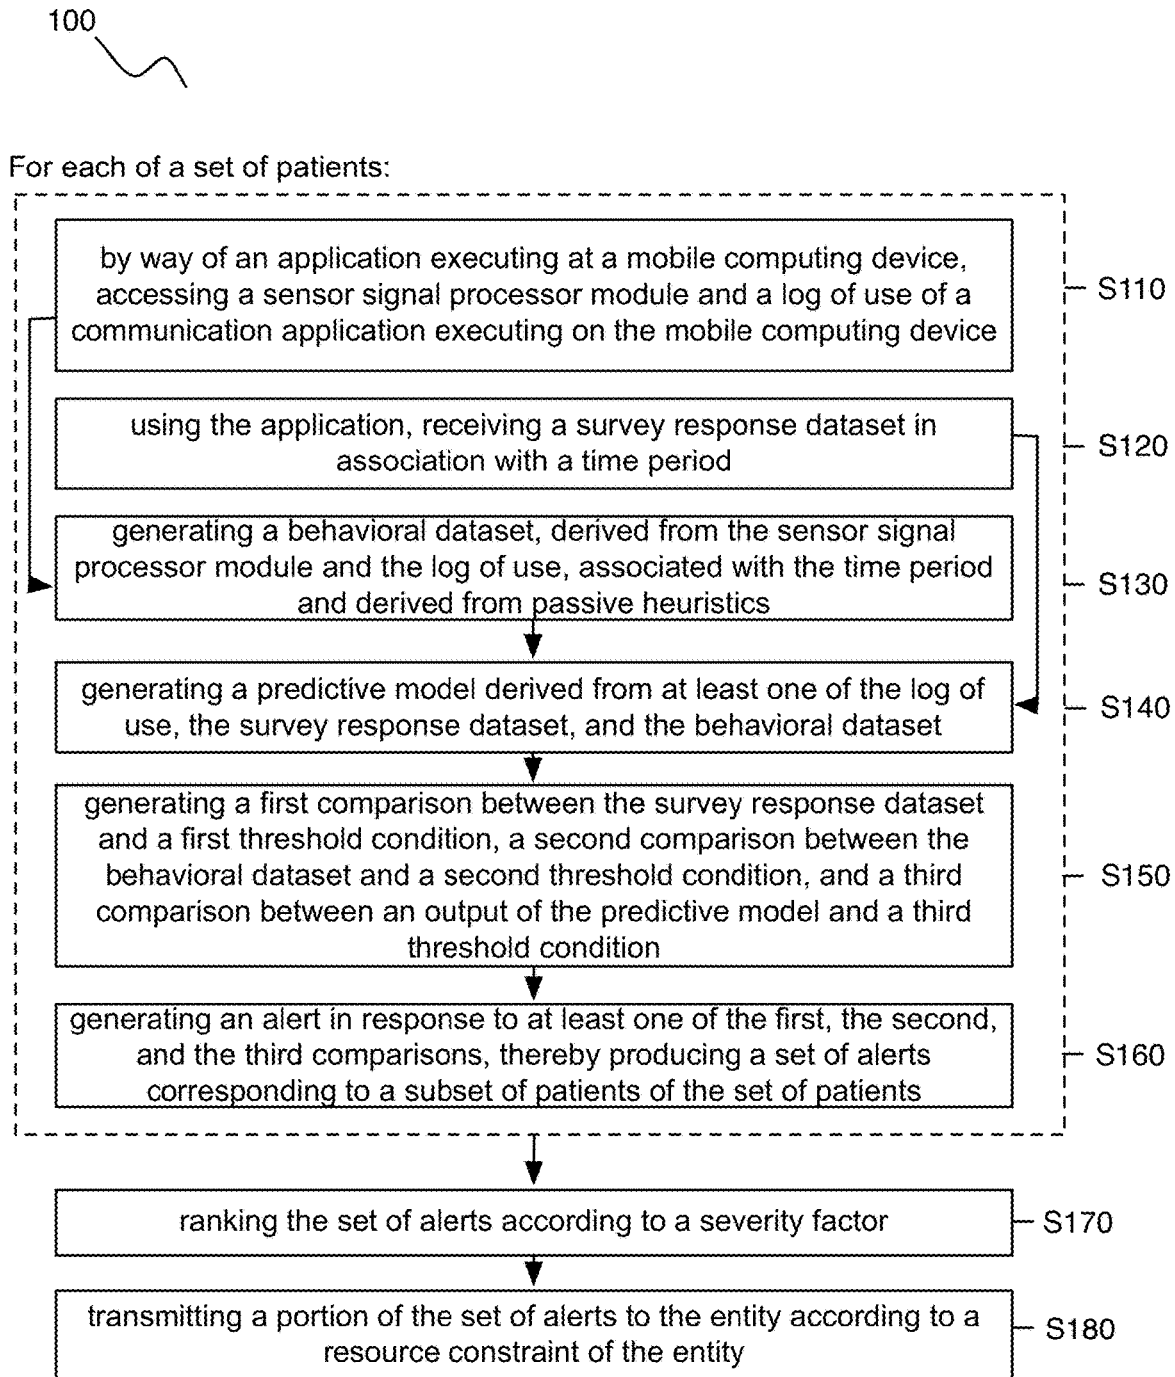 100
For each of a set of patients:
by way of an application executing at a mobile computing device,
accessing a sensor signal processor module and a log of use of a
communication application executing on the mobile computing device
S110
using the application, receiving a survey response dataset in
association with a time period
S120
generating a behavioral dataset, derived from the sensor signal
processor module and the log of use, associated with the time period
and derived from passive heuristics
S130
generating a predictive model derived from at least one of the log of
use, the survey response dataset, and the behavioral dataset
S140
generating a first comparison between the survey response dataset
and a first threshold condition, a second comparison between the
behavioral dataset and a second threshold condition, and a third
comparison between an output of the predictive model and a third
threshold condition
S150
generating an alert in response to at least one of the first, the second,
and the third comparisons, thereby producing a set of alerts
corresponding to a subset of patients of the set of patients
S160
ranking the set of alerts according to a severity factor
S170
transmitting a portion of the set of alerts to the entity according to a
resource constraint of the entity
S180